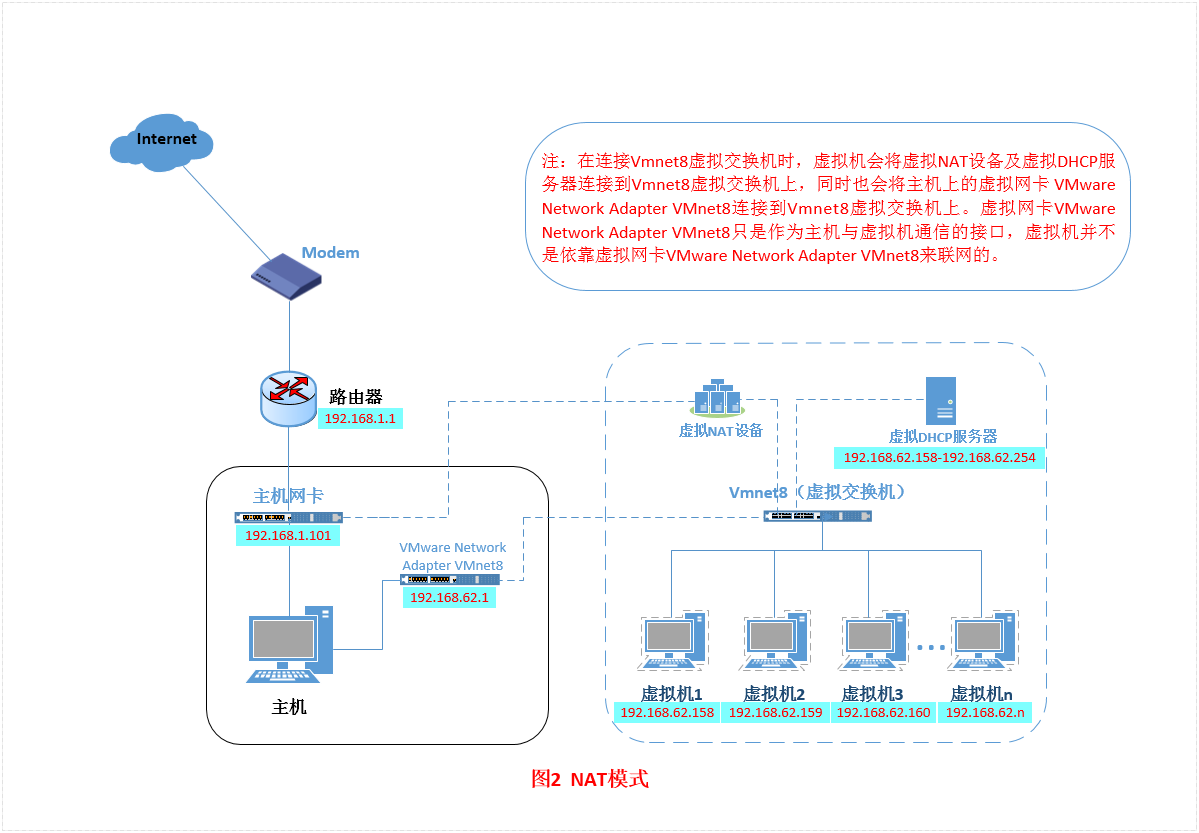 Internet
注：在连接Vmnet8虚拟交换机时，虚拟机会将虚拟NAT设备及虚拟DHCP服
务器连接到Vmnet8虚拟交换机上，同时也会将主机上的虚拟网卡 VMware
Network Adapter VMnet8连接到Vmnet8虚拟交换机上。虚拟网卡VMware
Network Adapter VMnet8只是作为主机与虚拟机通信的接口，虚拟机并不
是依靠虚拟网卡VMware Network Adapter VMnet8来联网的。
Modem
路由器
192.168.1.1
虚拟NAT设备
虚拟DHCP服务器
192.168.62.158-192.168.62.254
主机网卡
192.168.1.101
Vmnet8（虚拟交换机）
VMware Network
Adapter VMnet8
192.168.62.1
主机
虚拟机1
192.168.62.158
虚拟机2
192.168.62.159
虚拟机3
192.168.62.160
虚拟机n
192.168.62.n
图2 NAT模式